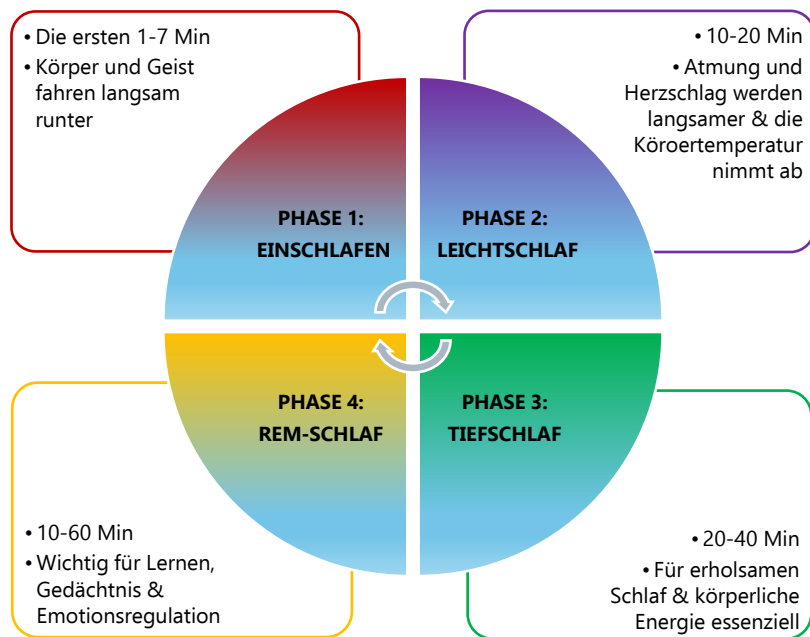 • Die ersten 1-7 Min
• Körper und Geist
fahren langsam
runter
• 10-20 Min
• Atmung und
Herzschlag werden
langsamer & die
Köroertemperatur
nimmt ab
PHASE 1:
EINSCHLAFEN
PHASE 2:
LEICHTSCHLAF
PHASE 4:
REM-SCHLAF
PHASE 3:
TIEFSCHLAF
• 10-60 Min
• Wichtig für Lernen,
Gedächtnis &
Emotionsregulation
• 20-40 Min
• Für erholsamen
Schlaf & körperliche
Energie essenziell